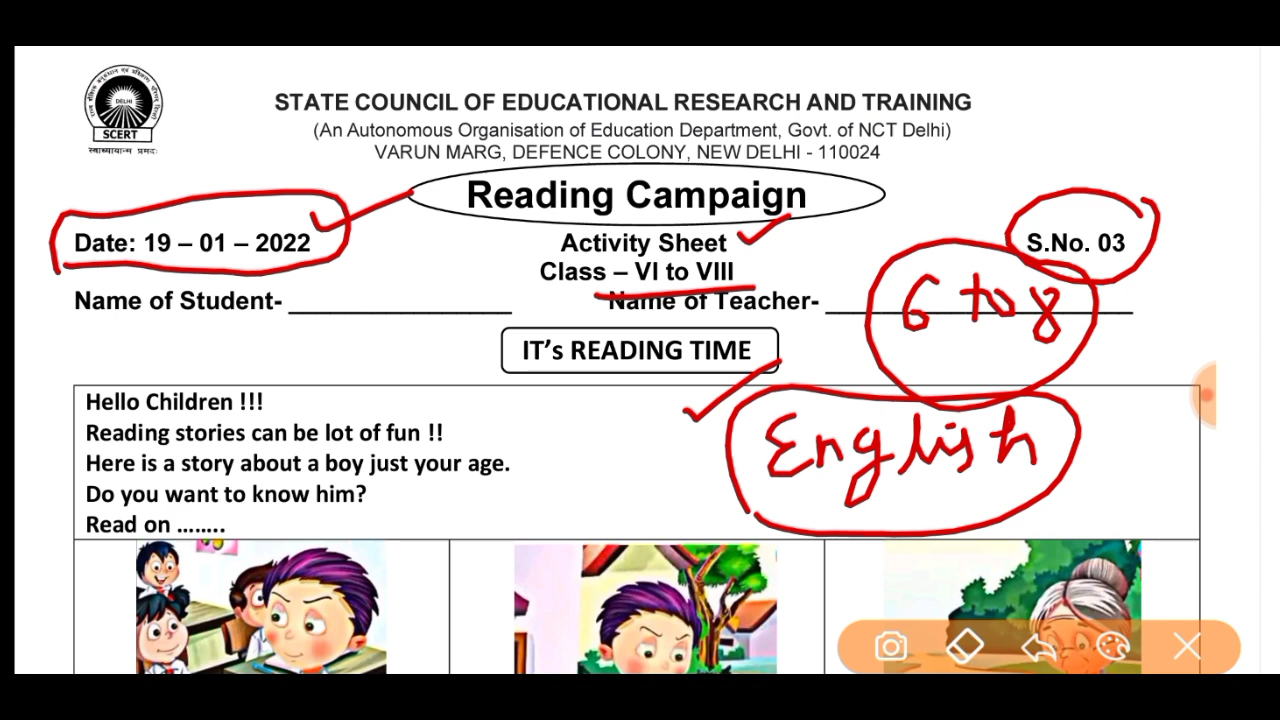 DELHI
SCERT
STATE COUNCIL OF EDUCATIONAL RESEARCH AND TRAINING
(An Autonomous Organisation of Education Department, Govt. of NCT Delhi)
VARUN MARG, DEFENCE COLONY, NEW DELHI - 110024
Reading Campaign
Date: 19 – 01 – 2022
Activity Sheet
S.No. 03
Class – VI to VIII
6 to 8
Name of Student- ________________ Name of Teacher- ____________________
IT's READING TIME
Hello Children !!!
Reading stories can be lot of fun !!
English
Here is a story about a boy just your age.
Do you want to know him?
Read on ........